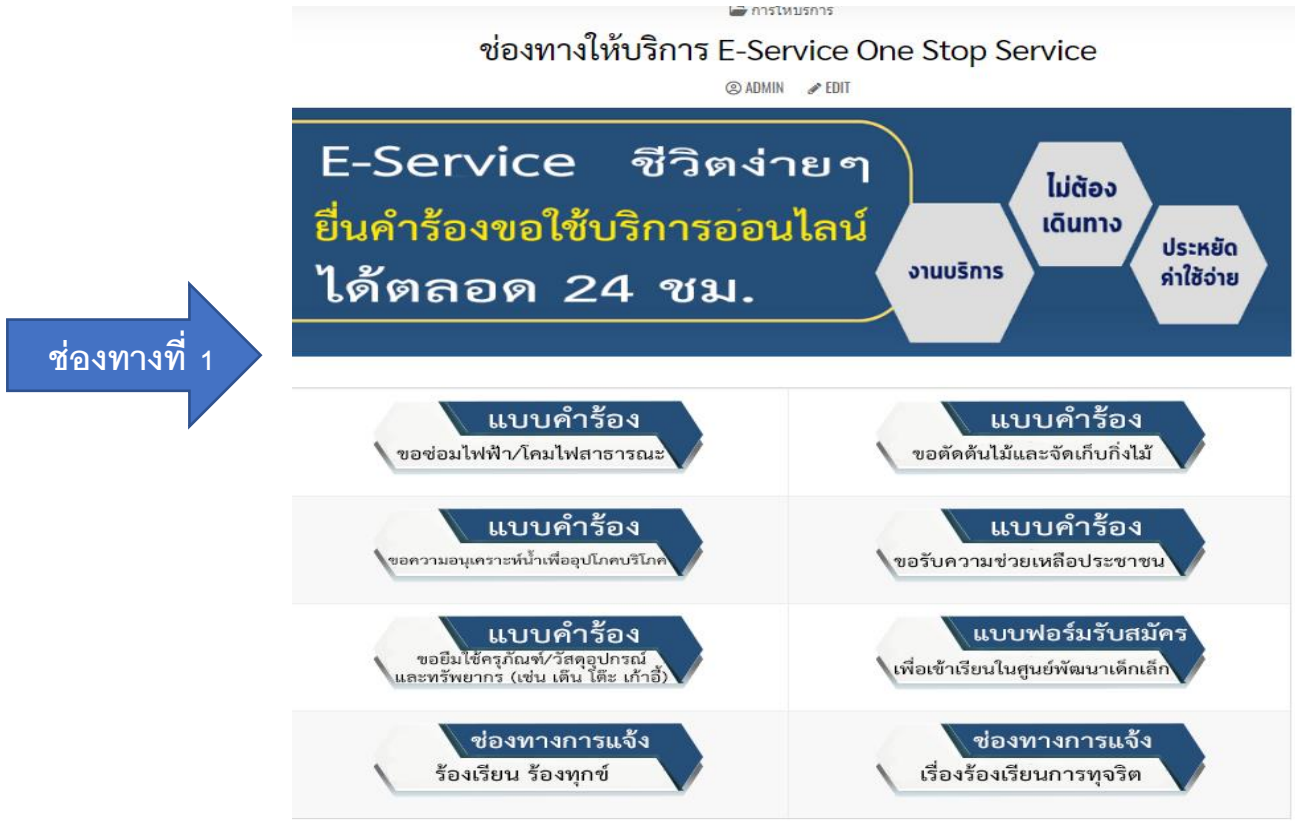 การให้บริการ
ช่องทางให้บริการ E-Service One Stop Service
ADMIN EDIT
E-Service ชีวิตง่ายๆ
ยื่นคำร้องขอใช้บริการออนไลน์
ได้ตลอด 24 ชม.
งานบริการ
ไม่ต้อง
เดินทาง
ประหยัด
ค่าใช้จ่าย
ช่องทางที่ 1
แบบคำร้อง
ขอซ่อมไฟฟ้า/โคมไฟสาธารณะ
แบบคำร้อง
ขอตัดต้นไม้และจัดเก็บกิ่งไม้
แบบคำร้อง
ขอความอนุเคราะห์น้ำเพื่ออุปโภคบริโภค
แบบคำร้อง
ขอรับความช่วยเหลือประชาชน
แบบคำร้อง
ขอยืมใช้ครุภัณฑ์/วัสดุอุปกรณ์
และทรัพยากร (เช่น เต็น โต๊ะ เก้าอี้)
แบบฟอร์มรับสมัคร
เพื่อเข้าเรียนในศูนย์พัฒนาเด็กเล็ก
ช่องทางการแจ้ง
ร้องเรียน ร้องทุกข์
ช่องทางการแจ้ง
เรื่องร้องเรียนการทุจริต